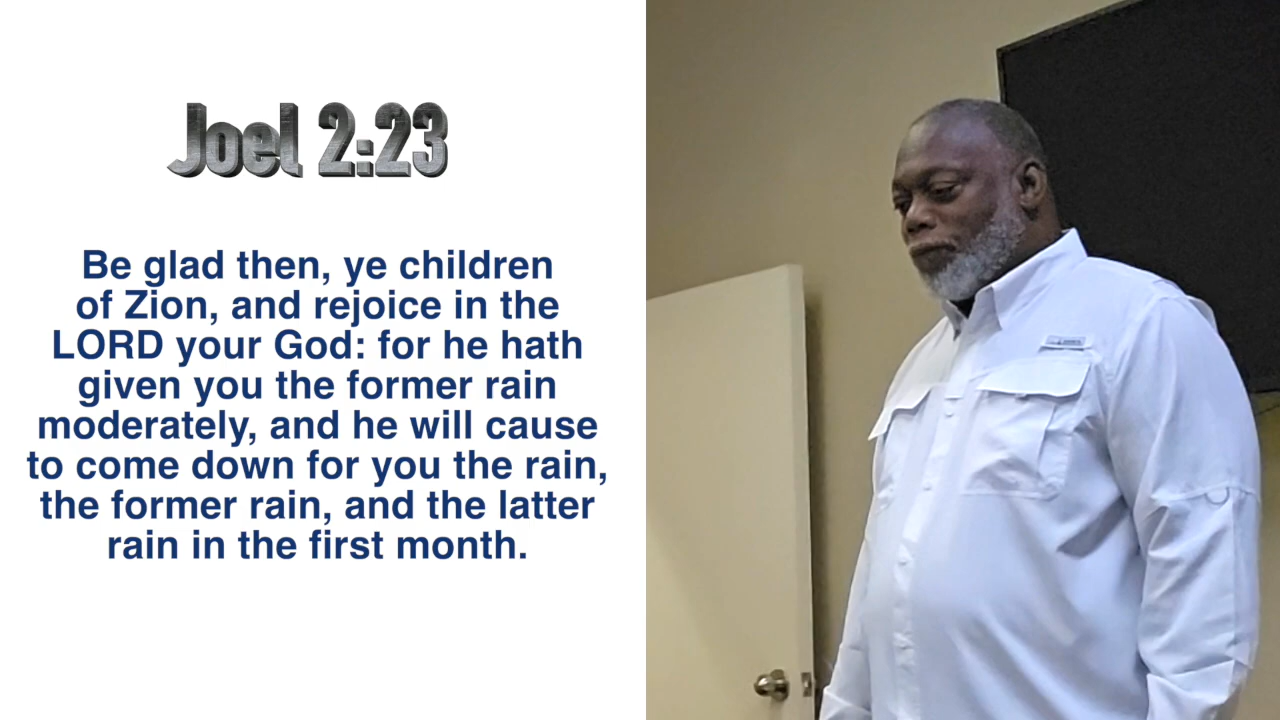 Joel 2:23
Be glad then, ye children
of Zion, and rejoice in the
LORD your God: for he hath
given you the former rain
moderately, and he will cause
to come down for you the rain,
the former rain, and the latter
rain in the first month.